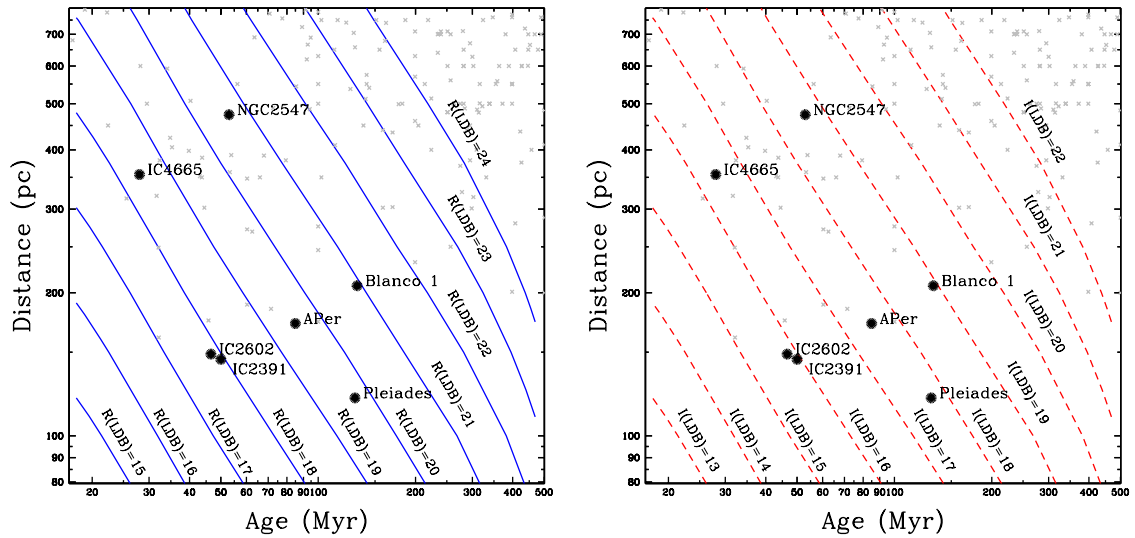 700
600
500
400
300
200
100
90
80
Distance (pc)
NGC2547
IC4665
Blanco 1
APer
IC2602
IC2391
Pleiades
R(LDB)=24
R(LDB)=23
R(LDB)=22
R(LDB)=21
R(LDB)=15
R(LDB)=16
R(LDB)=17
R(LDB)=18
R(LDB)=19
R(LDB)=20
20 30 40 50 60 70 80 90 100 200 300 400 500
Age (Myr)
700
600
500
400
300
200
100
90
80
Distance (pc)
NGC2547
IC4665
Blanco 1
APer
IC2602
IC2391
Pleiades
I(LDB)=22
I(LDB)=21
I(LDB)=20
I(LDB)=19
I(LDB)=13
I(LDB)=14
I(LDB)=15
I(LDB)=16
I(LDB)=17
I(LDB)=18
20 30 40 50 60 70 80 90 100 200 300 400 500
Age (Myr)